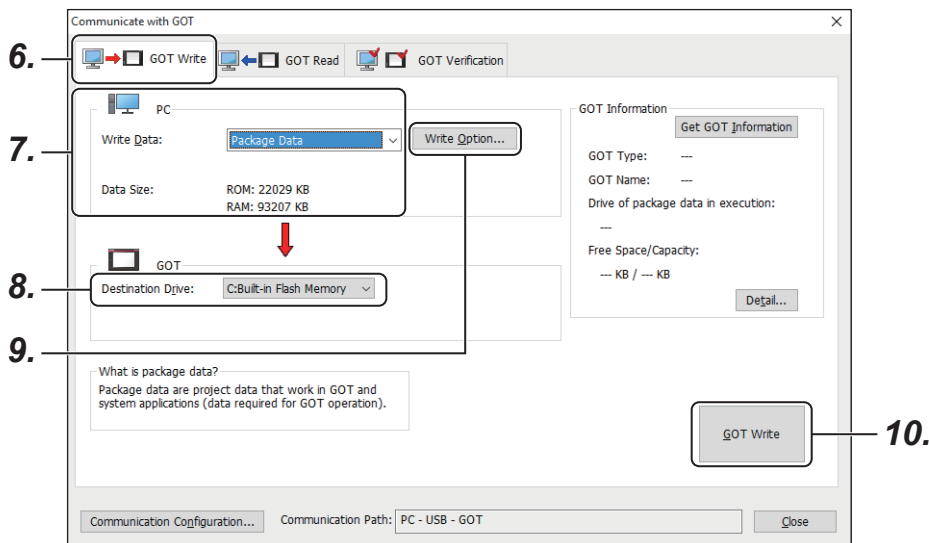 Communicate with GOT
6.
GOT Write
GOT Read
GOT Verification
7.
PC
Write Data:
Package Data
Write Option...
Data Size:
ROM: 22029 KB
RAM: 93207 KB
GOT Information
Get GOT Information
GOT Type:
---
GOT Name:
---
Drive of package data in execution:
---
Free Space/Capacity:
--- KB / --- KB
Detail...
8.
GOT
Destination Drive:
C:Built-in Flash Memory
9.
What is package data?
Package data are project data that work in GOT and
system applications (data required for GOT operation).
GOT Write
10.
Communication Configuration...
Communication Path:
PC - USB - GOT
Close